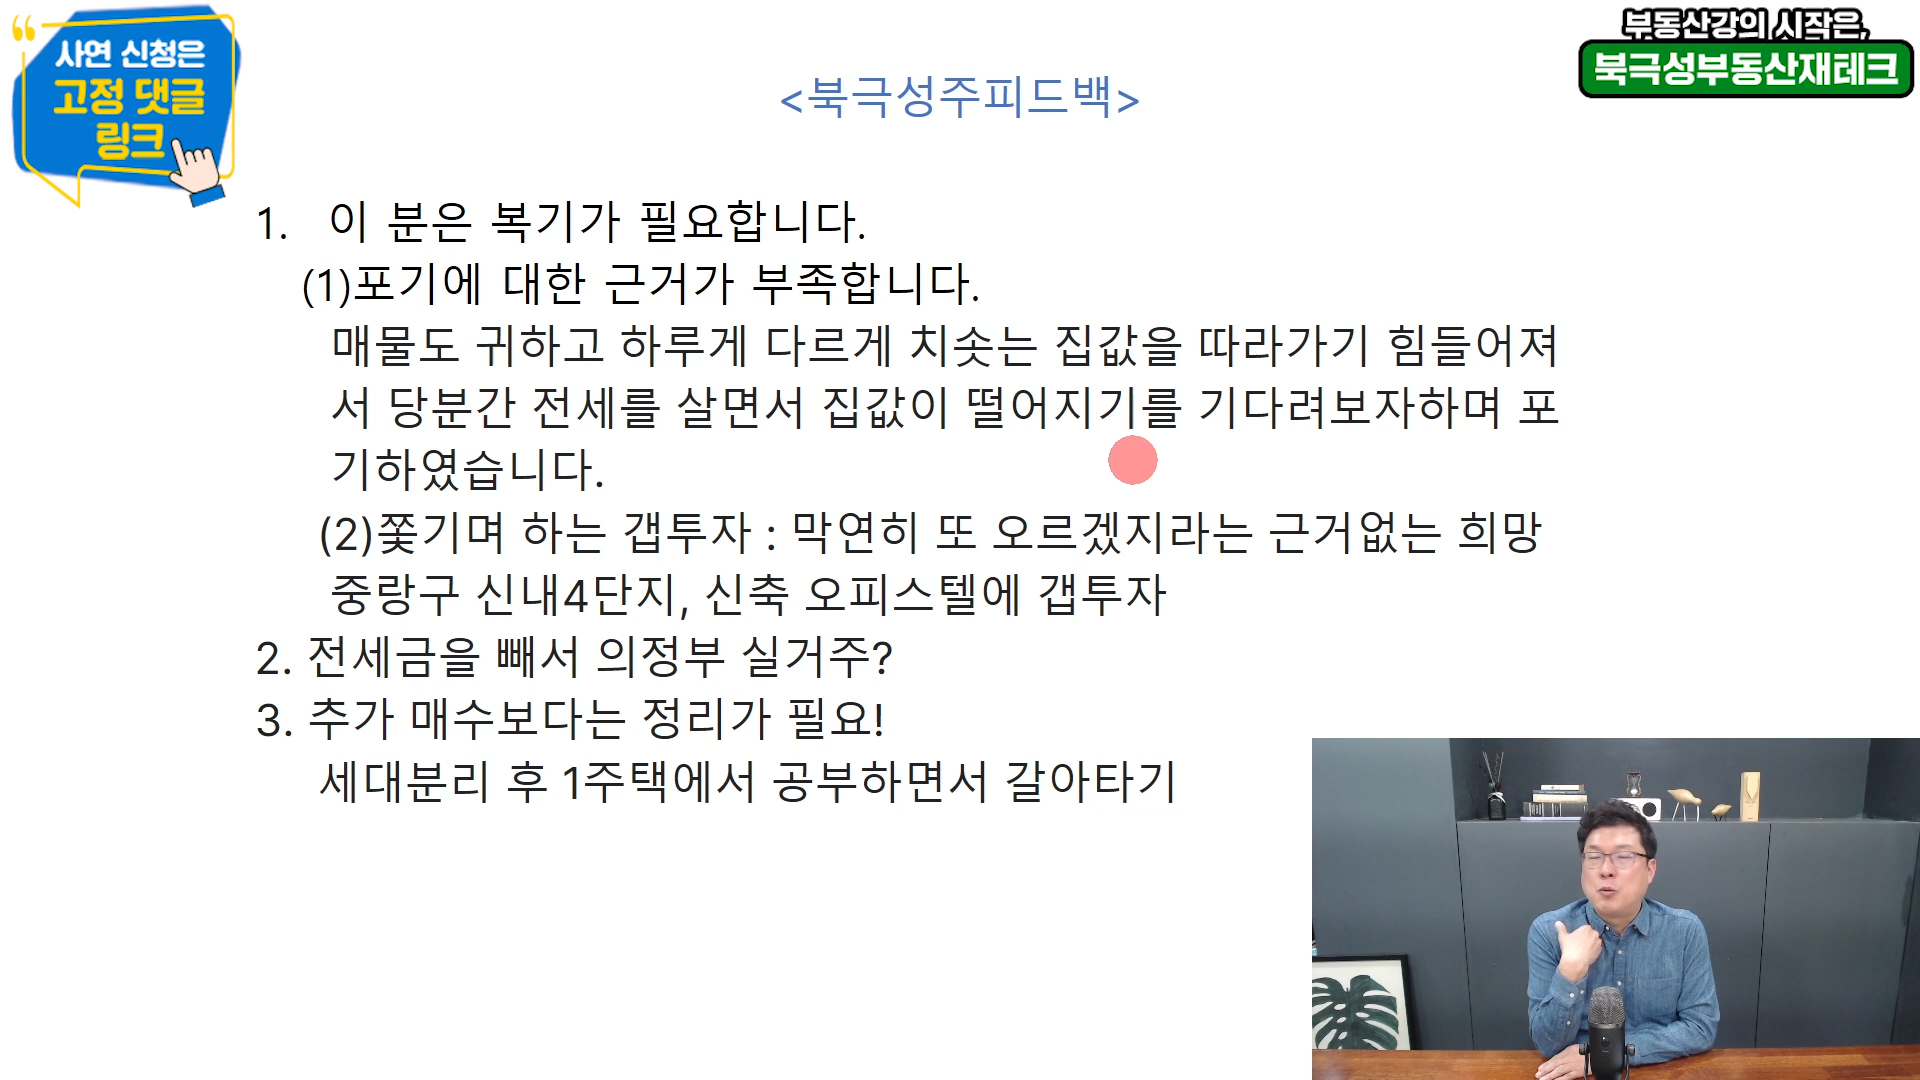 사연 신청은
고정 댓글
링크
부동산강의 시작은,
북극성부동산재테크
<북극성주피드백>
1. 이 분은 복기가 필요합니다.
(1)포기에 대한 근거가 부족합니다.
매물도 귀하고 하루게 다르게 치솟는 집값을 따라가기 힘들어져
서 당분간 전세를 살면서 집값이 떨어지기를 기다려보자하며 포
기하였습니다.
(2)쫓기며 하는 갭투자 : 막연히 또 오르겠지라는 근거없는 희망
중랑구 신내4단지, 신축 오피스텔에 갭투자
2. 전세금을 빼서 의정부 실거주?
3. 추가 매수보다는 정리가 필요!
세대분리 후 1주택에서 공부하면서 갈아타기